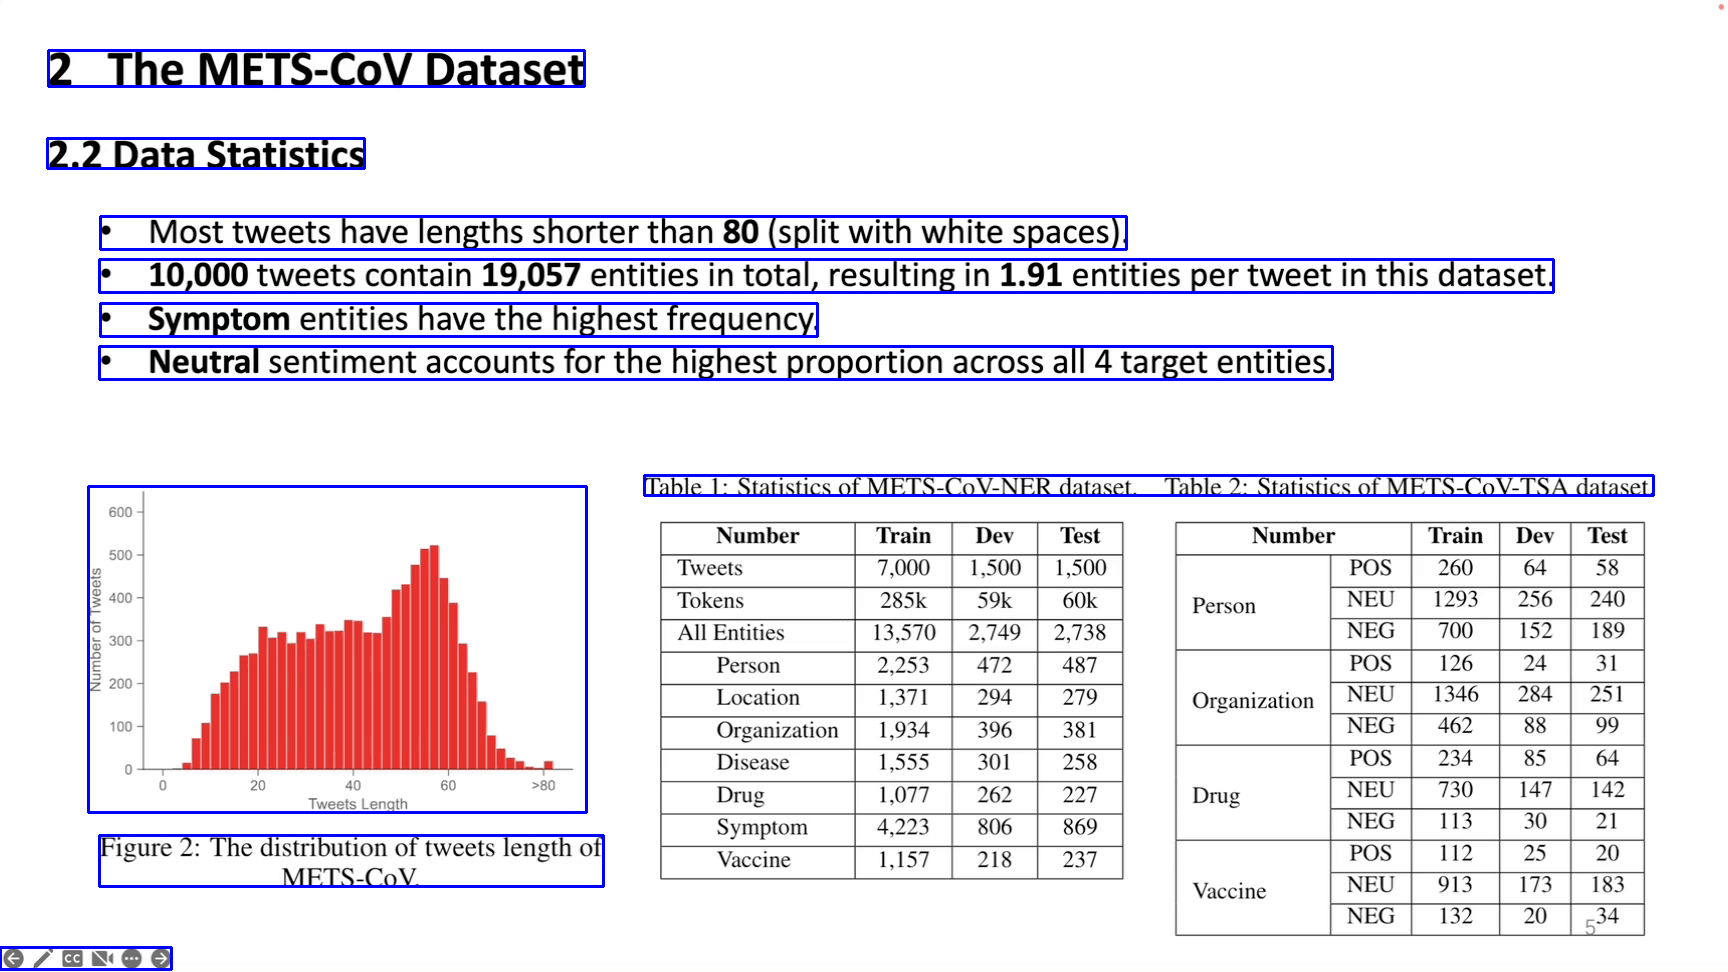 2 The METS-CoV Dataset
2.2 Data Statistics
• Most tweets have lengths shorter than 80 (split with white spaces).
• 10,000 tweets contain 19,057 entities in total, resulting in 1.91 entities per tweet in this dataset.
• Symptom entities have the highest frequency.
• Neutral sentiment accounts for the highest proportion across all 4 target entities.
600
500
400
300
200
100
0
Number of Tweets
0 20 40 60 >80
Tweets Length
Figure 2: The distribution of tweets length of
METS-CoV.
Table 1: Statistics of METS-CoV-NER dataset.
Number Train Dev Test
Tweets 7,000 1,500 1,500
Tokens 285k 59k 60k
All Entities 13,570 2,749 2,738
Person 2,253 472 487
Location 1,371 294 279
Organization 1,934 396 381
Disease 1,555 301 258
Drug 1,077 262 227
Symptom 4,223 806 869
Vaccine 1,157 218 237
Table 2: Statistics of METS-CoV-TSA dataset.
Number Train Dev Test
Person POS 260 64 58
NEU 1293 256 240
NEG 700 152 189
Organization POS 126 24 31
NEU 1346 284 251
NEG 462 88 99
Drug POS 234 85 64
NEU 730 147 142
NEG 113 30 21
Vaccine POS 112 25 20
NEU 913 173 183
NEG 132 20 34
5
CC